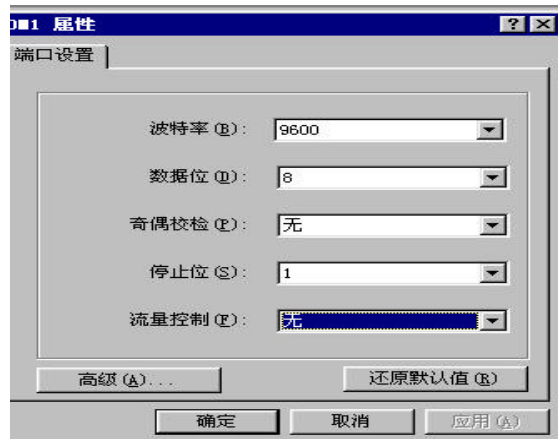 OM1 属性
端口设置
波特率(B): 9600
数据位(D): 8
奇偶校检(P): 无
停止位(S): 1
流量控制(F): 无
高级(A)... 还原默认值(R)
确定 取消 应用(A)